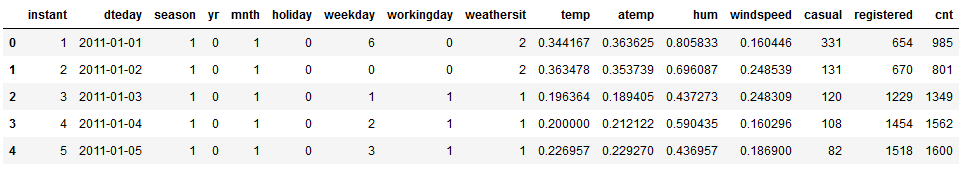 instant dteday season yr mnth holiday weekday workingday weathersit temp atemp hum windspeed casual registered cnt
0 1 2011-01-01 1 0 1 0 6 0 2 0.344167 0.363625 0.805833 0.160446 331 654 985
1 2 2011-01-02 1 0 1 0 0 0 2 0.363478 0.353739 0.696087 0.248539 131 670 801
2 3 2011-01-03 1 0 1 0 1 1 1 0.196364 0.189405 0.437273 0.248309 120 1229 1349
3 4 2011-01-04 1 0 1 0 2 1 1 0.200000 0.212122 0.590435 0.160296 108 1454 1562
4 5 2011-01-05 1 0 1 0 3 1 1 0.226957 0.229270 0.436957 0.186900 82 1518 1600